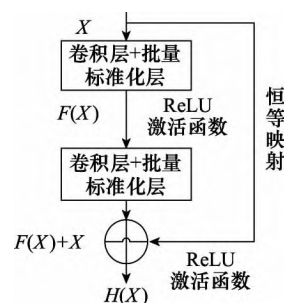 X
卷积层+批量
标准化层
F(X)
ReLU
激活函数
恒等映射
卷积层+批量
标准化层
F(X)+X
ReLU
激活函数
H(X)